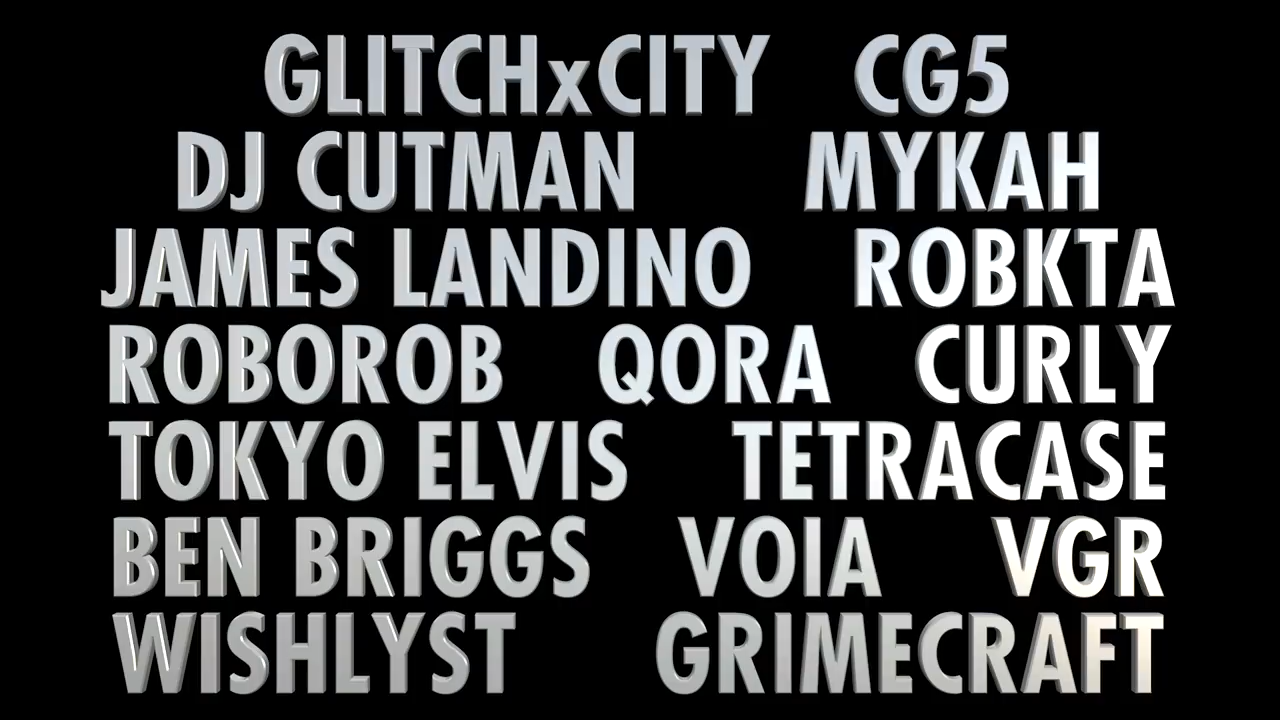 GLITCHxCITY CG5
DJ CUTMAN MYKAH
JAMES LANDINO ROBKTA
ROBOROB QORA CURLY
TOKYO ELVIS TETRACASE
BEN BRIGGS VOIA VGR
WISHLYST GRIMECRAFT